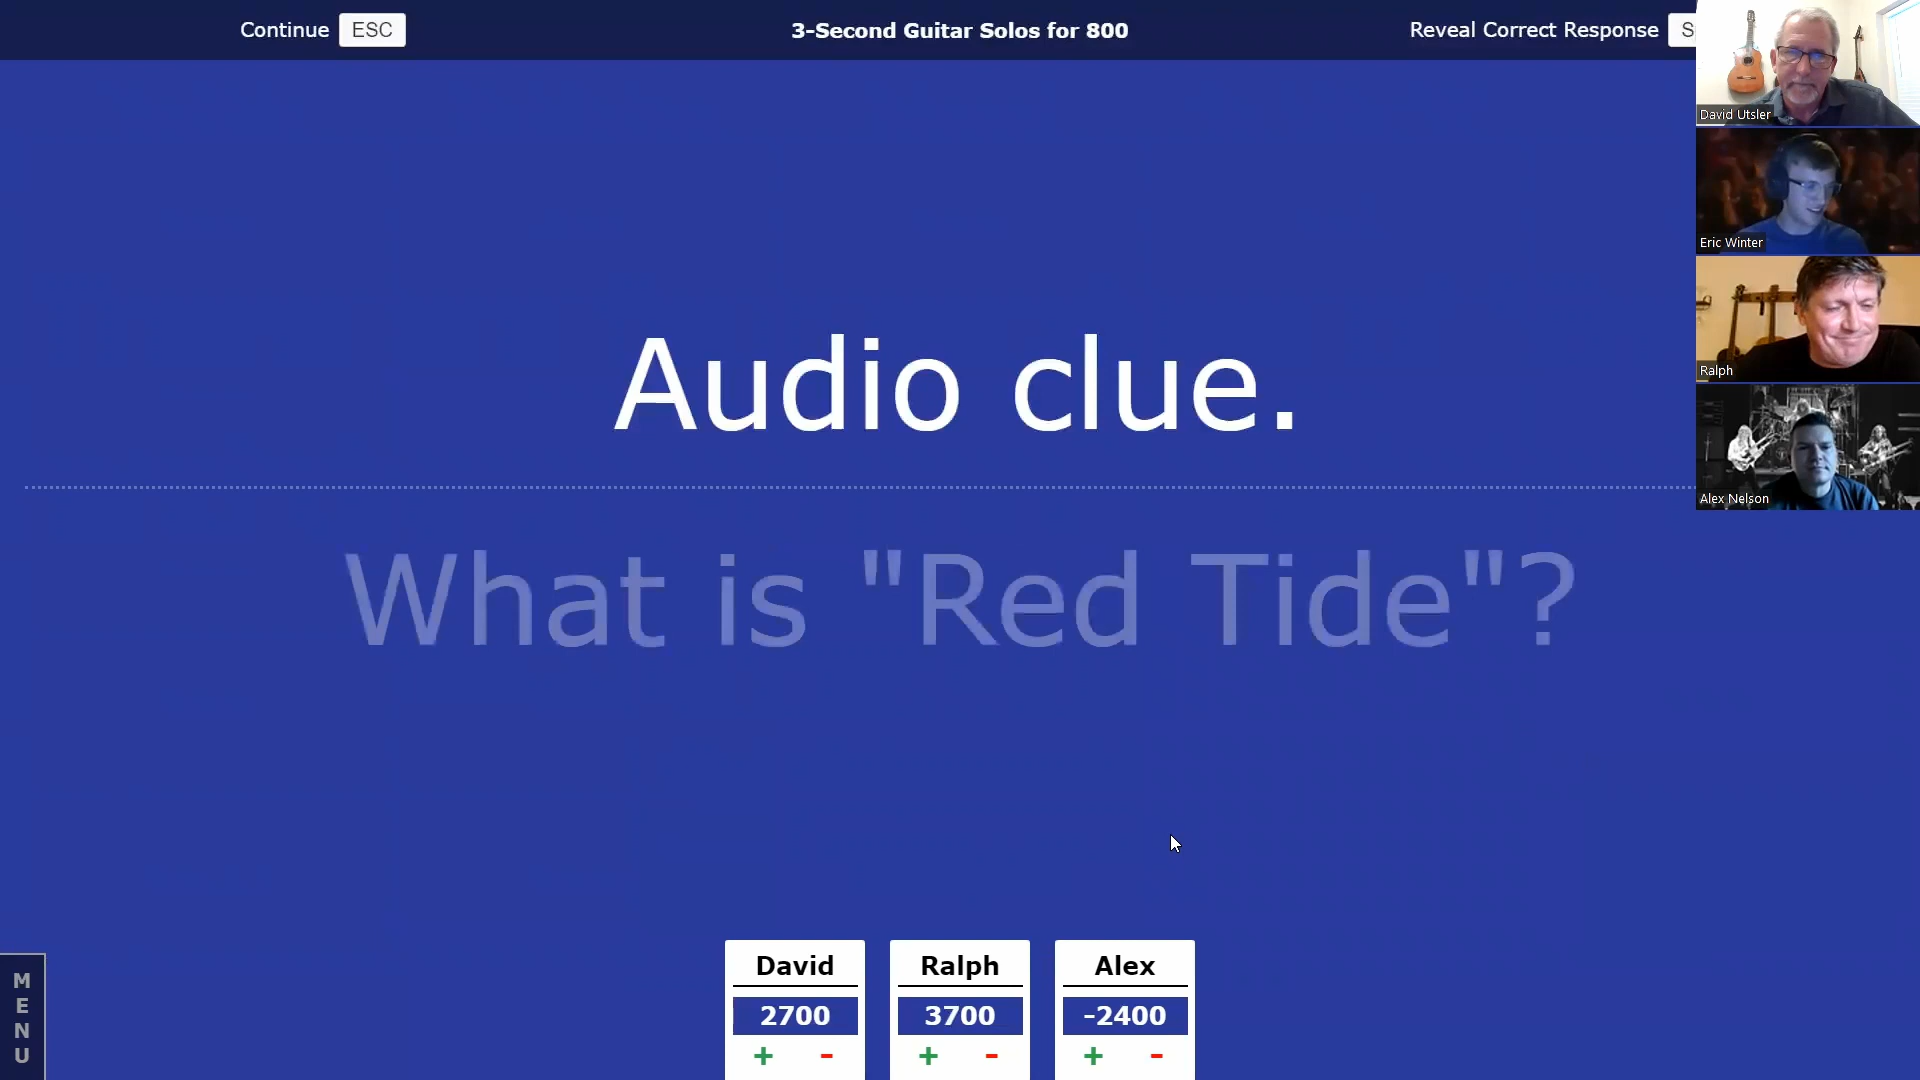 Continue ESC
3-Second Guitar Solos for 800
Reveal Correct Response S
David Utsler
Eric Winter
Ralph
Alex Nelson
Audio clue.
What is "Red Tide"?
MENU
David
2700
+ -
Ralph
3700
+ -
Alex
-2400
+ -